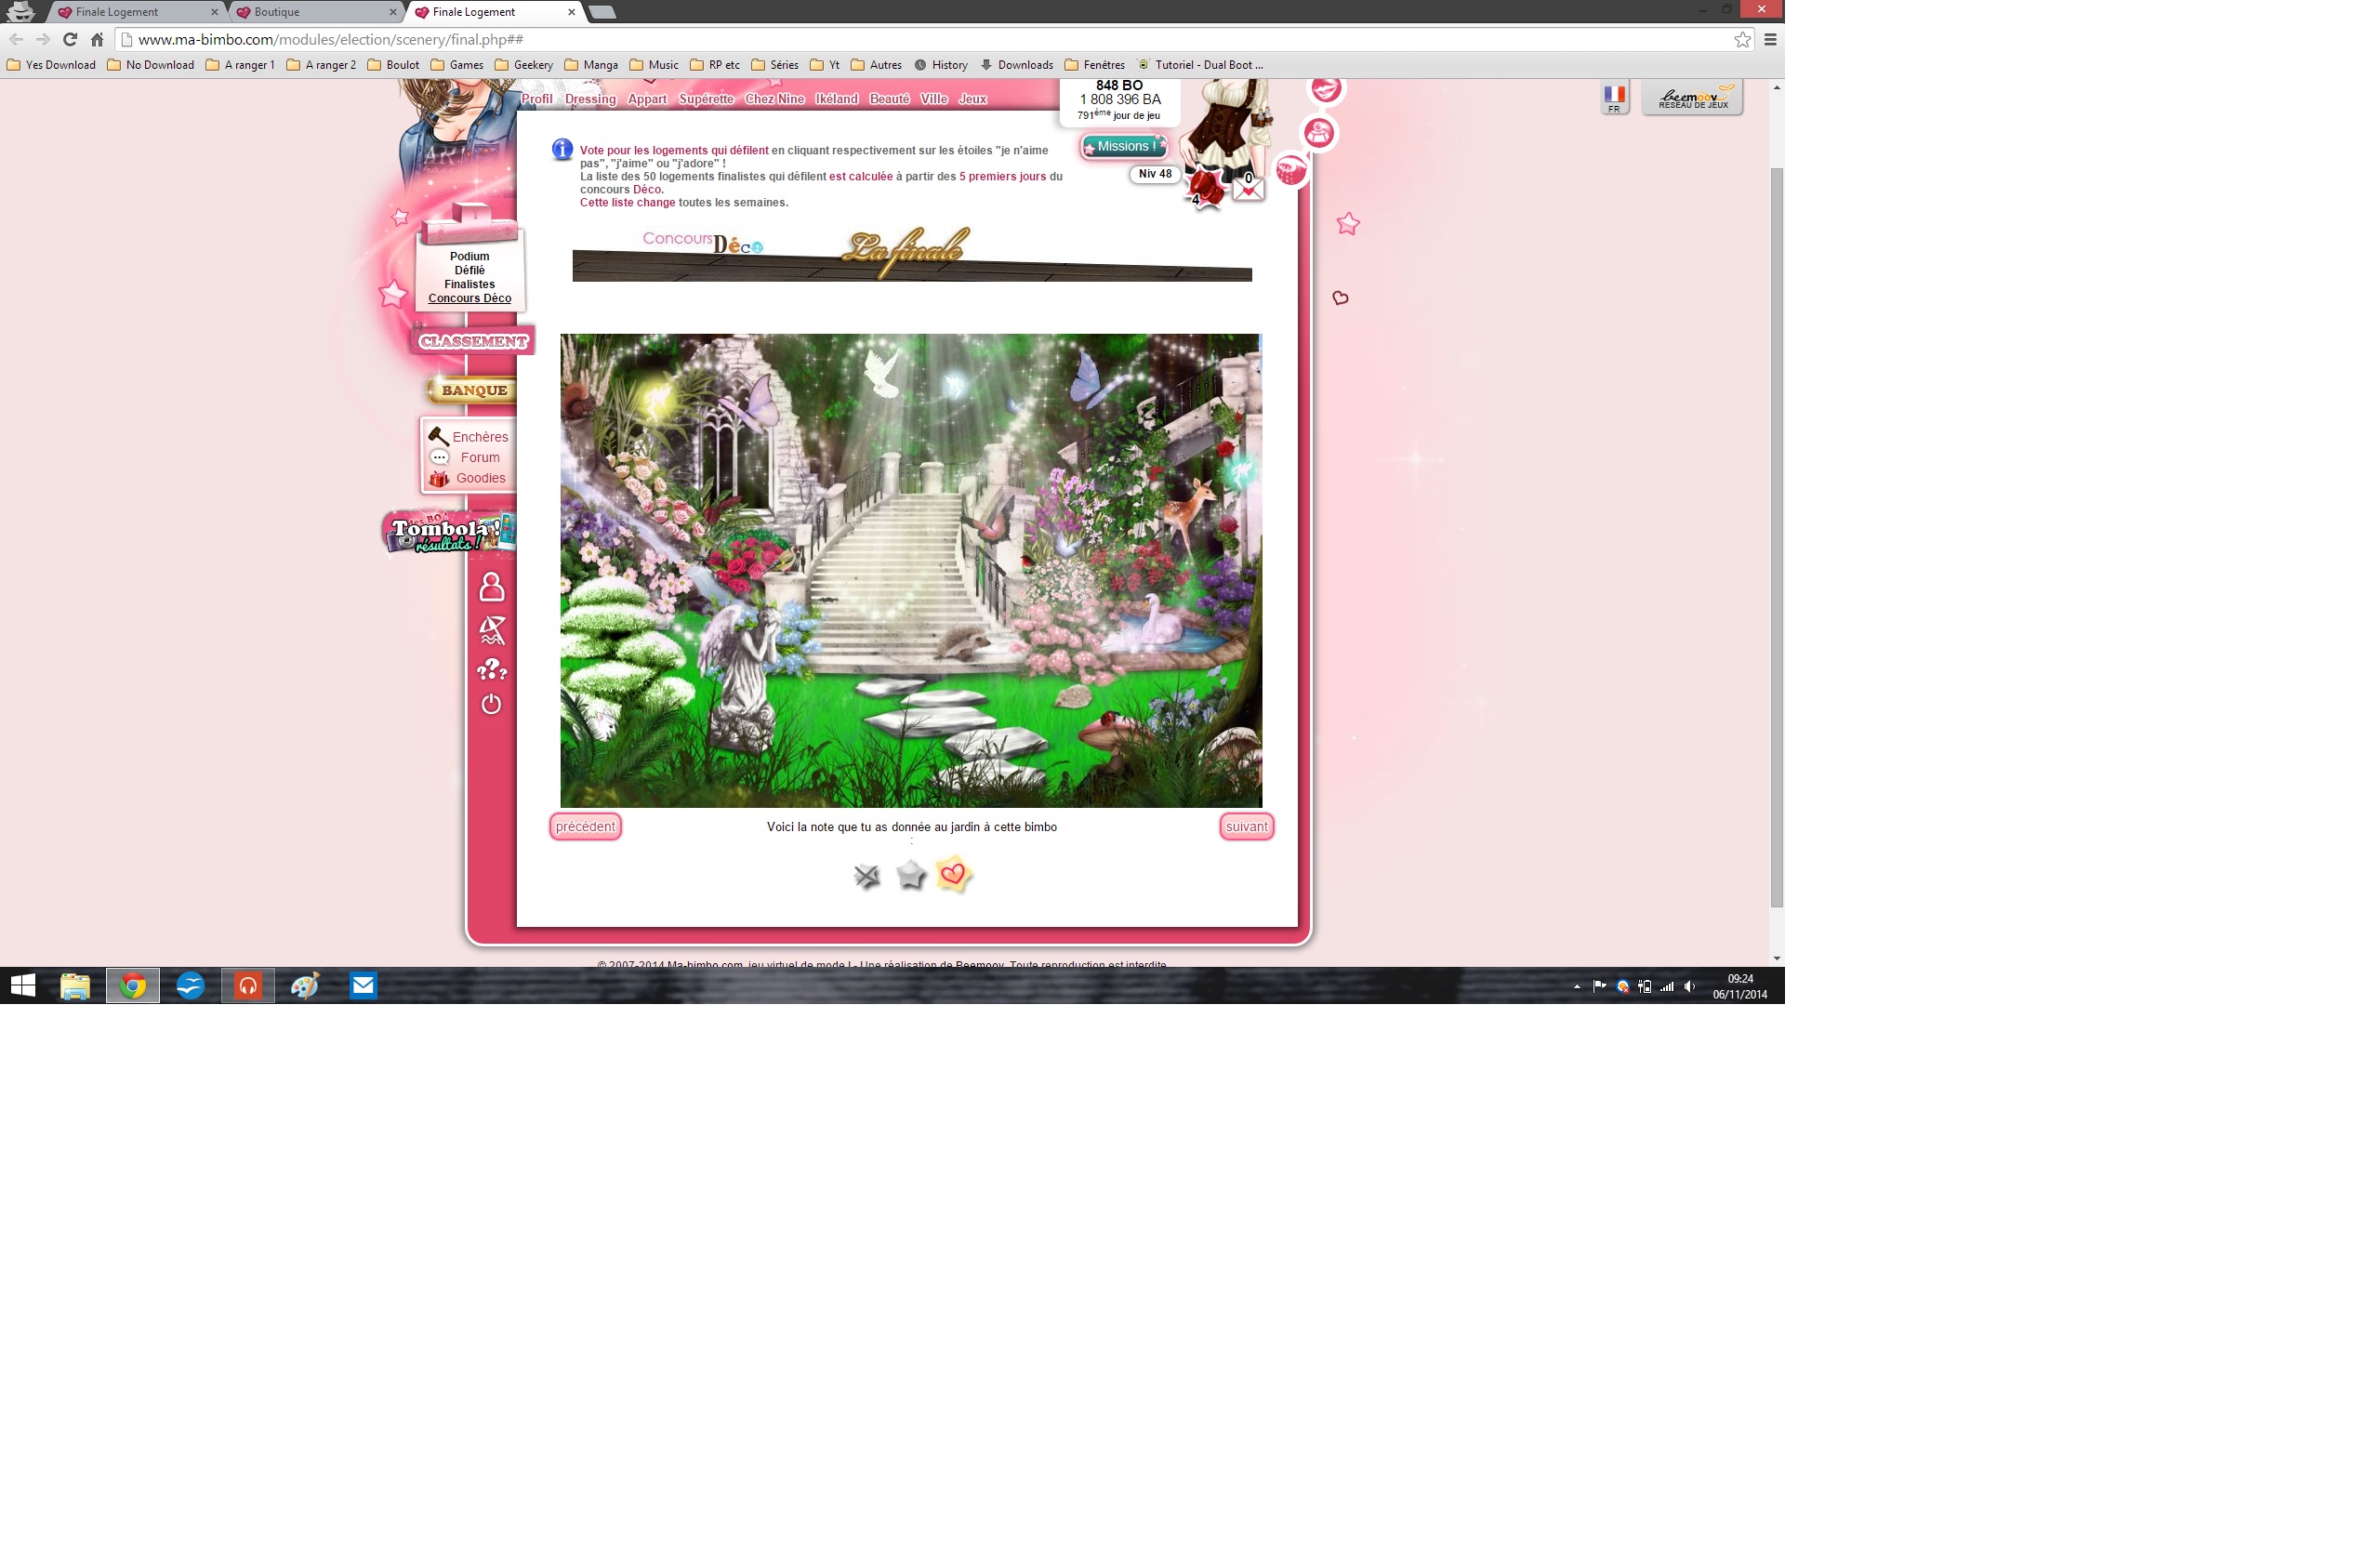 Finale Logement
Boutique
Finale Logement
www.ma-bimbo.com/modules/election/scenery/final.php##
Yes Download No Download A ranger 1 A ranger 2 Boulot Games Geekery Manga Music RP etc Séries Yt Autres History Downloads Fenêtres Tutoriel - Dual Boot ...
Profil Dressing Appart Supérette Chez Nine Ikéland Beauté Ville Jeux
848 BO
1 808 396 BA
791ème jour de jeu
FR
beemoov
RESEAU DE JEUX
Missions !
Niv 48
4
0
Vote pour les logements qui défilent en cliquant respectivement sur les étoiles "je n'aime
pas", "j'aime" ou "j'adore" !
La liste des 50 logements finalistes qui défilent est calculée à partir des 5 premiers jours du
concours Déco.
Cette liste change toutes les semaines.
Concours Déco
La finale
Podium
Défilé
Finalistes
Concours Déco
CLASSEMENT
BANQUE
Enchères
Forum
Goodies
des BO !
Tombola !
résultats !
???
précédent
Voici la note que tu as donnée au jardin à cette bimbo
:
suivant
© 2007-2014 Ma-bimbo.com, jeu virtuel de mode ! - Une réalisation de Beemoov. Toute reproduction est interdite.
09:24
06/11/2014